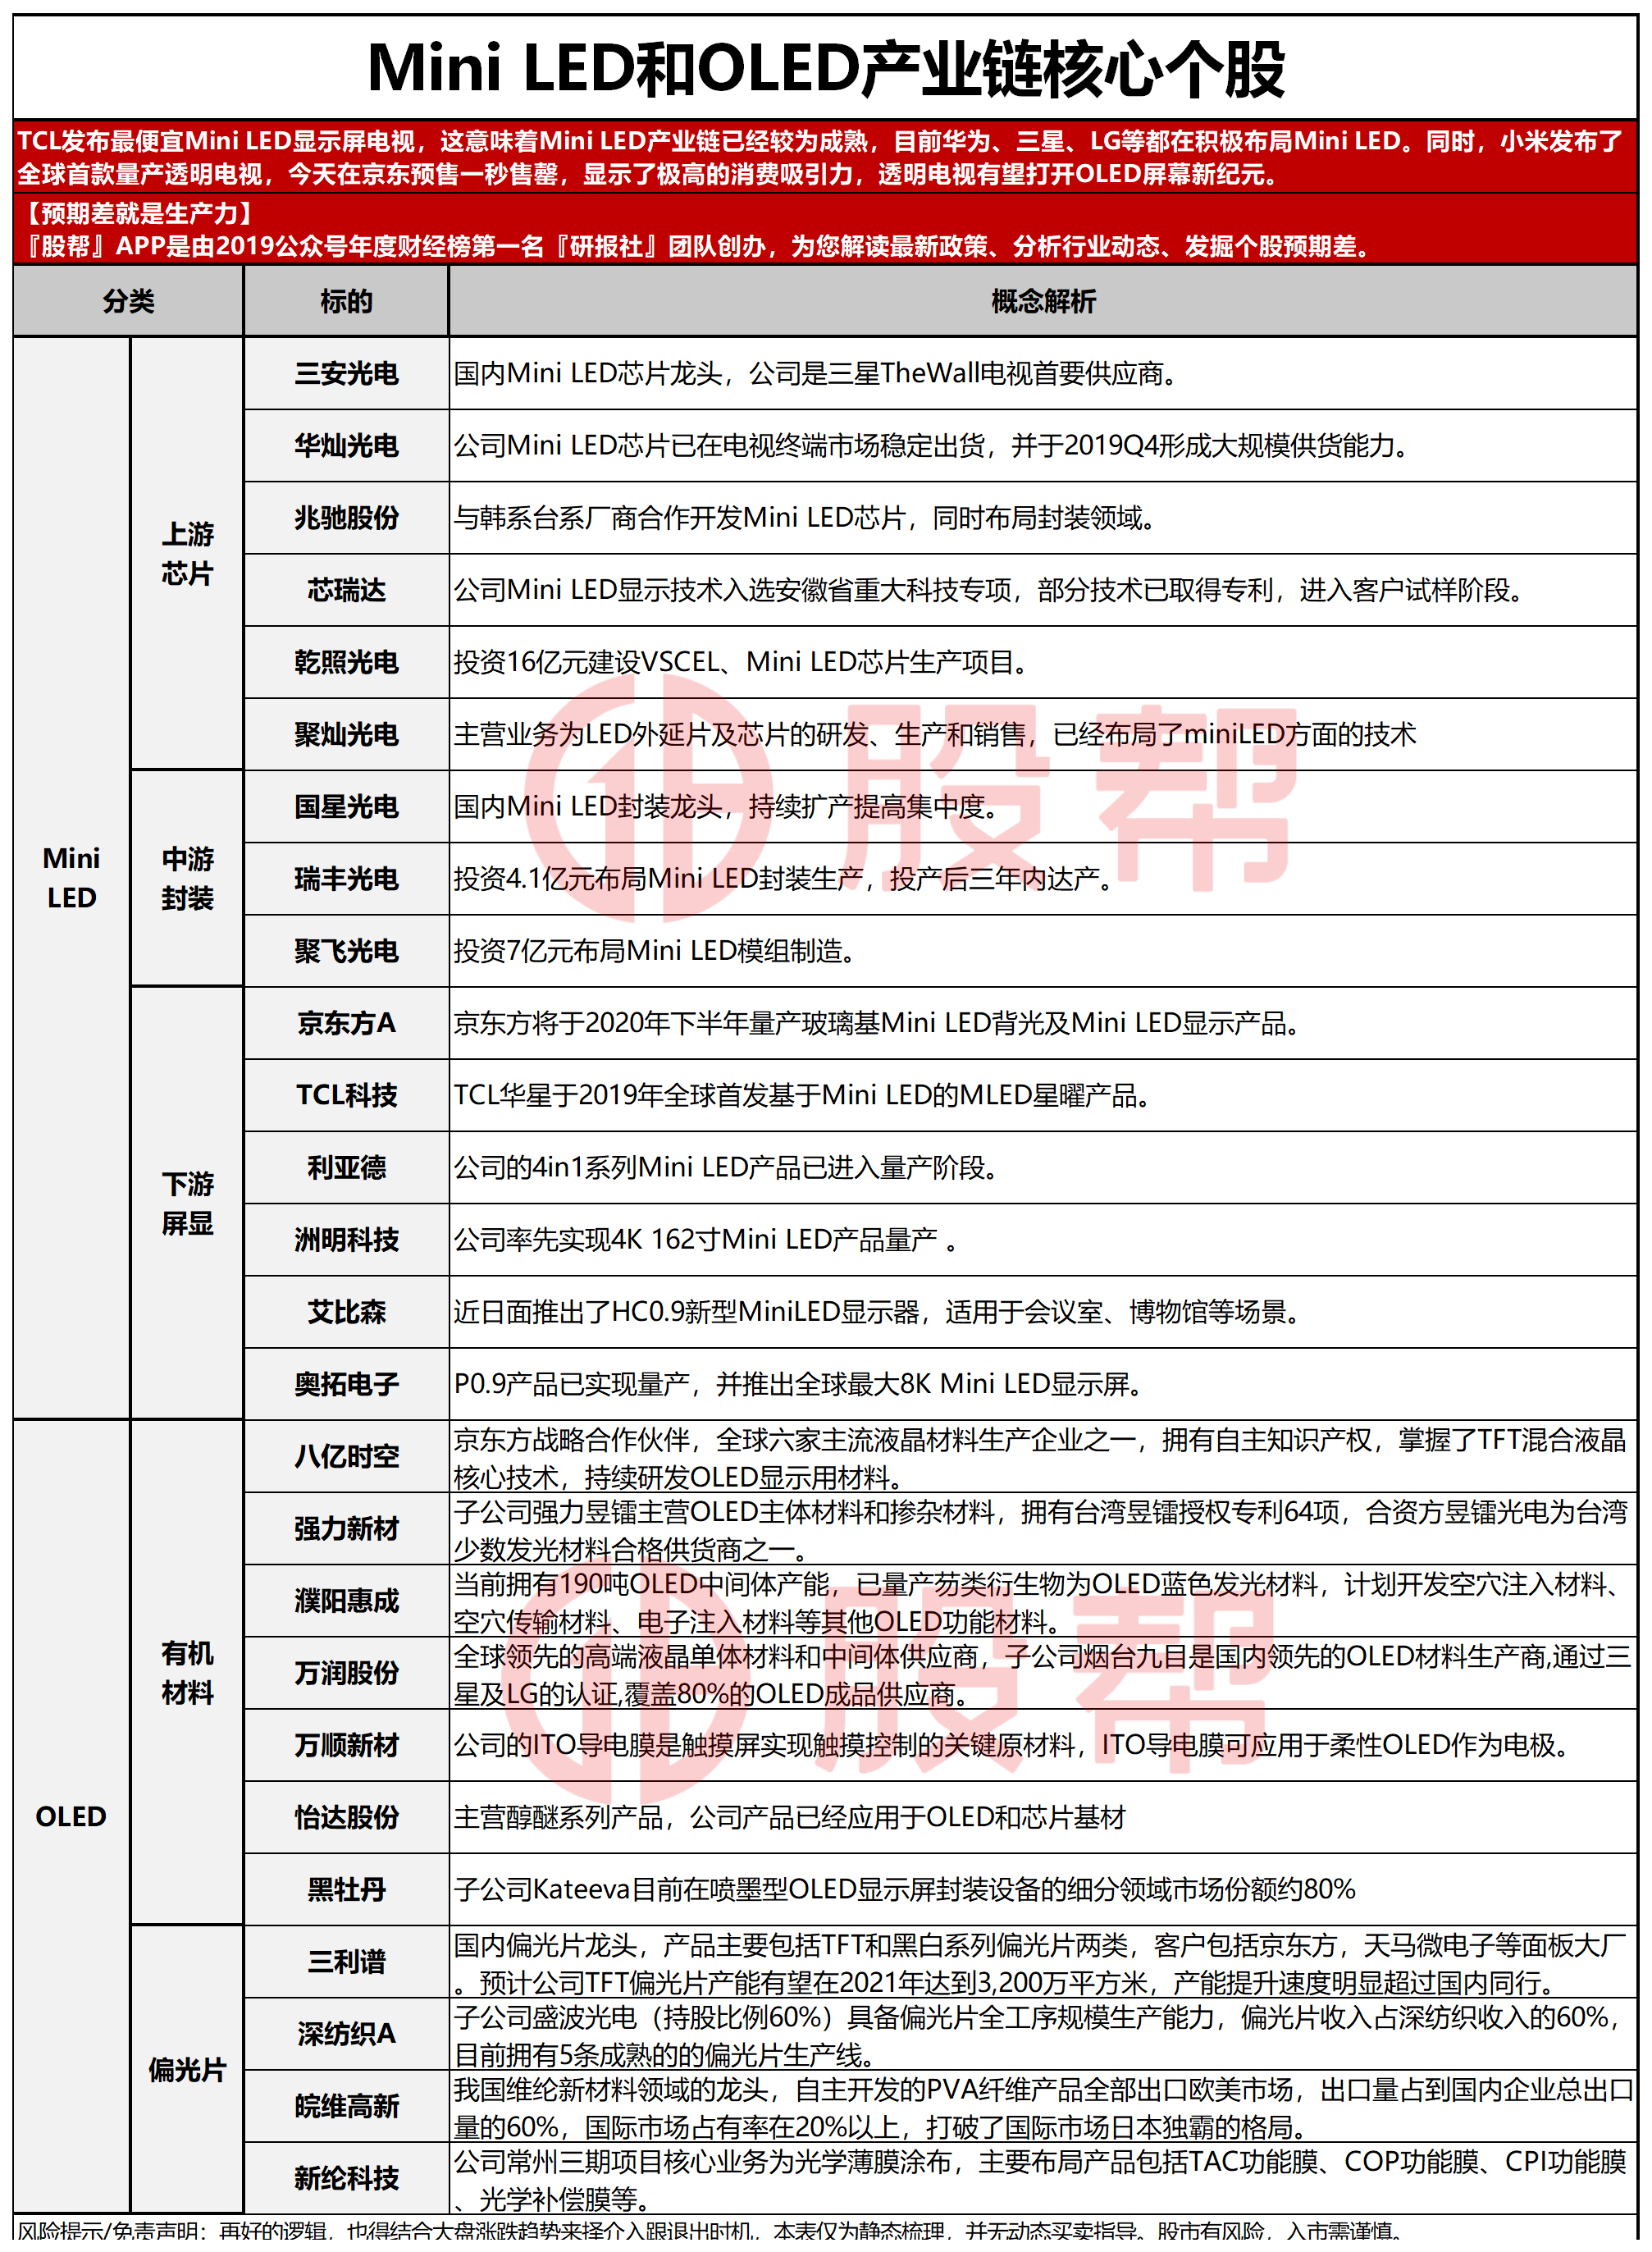 Mini LED和OLED产业链核心个股
TCL发布最便宜Mini LED显示屏电视，这意味着Mini LED产业链已经较为成熟，目前华为、三星、LG等都在积极布局Mini LED。同时，小米发布了
全球首款量产透明电视，今天在京东预售一秒售罄，显示了极高的消费吸引力，透明电视有望打开OLED屏幕新纪元。
【预期差就是生产力】
『股帮』APP是由2019公众号年度财经榜第一名『研报社』团队创办，为您解读最新政策、分析行业动态、发掘个股预期差。
分类 标的 概念解析
Mini
LED
上游
芯片
三安光电 国内Mini LED芯片龙头，公司是三星TheWall电视首要供应商。
华灿光电 公司Mini LED芯片已在电视终端市场稳定出货，并于2019Q4形成大规模供货能力。
兆驰股份 与韩系台系厂商合作开发Mini LED芯片，同时布局封装领域。
芯瑞达 公司Mini LED显示技术入选安徽省重大科技专项，部分技术已取得专利，进入客户试样阶段。
乾照光电 投资16亿元建设VSCEL、Mini LED芯片生产项目。
聚灿光电 主营业务为LED外延片及芯片的研发、生产和销售，已经布局了miniLED方面的技术
中游
封装
国星光电 国内Mini LED封装龙头，持续扩产提高集中度。
瑞丰光电 投资4.1亿元布局Mini LED封装生产，投产后三年内达产。
聚飞光电 投资7亿元布局Mini LED模组制造。
下游
屏显
京东方A 京东方将于2020年下半年量产玻璃基Mini LED背光及Mini LED显示产品。
TCL科技 TCL华星于2019年全球首发基于Mini LED的MLED星曜产品。
利亚德 公司的4in1系列Mini LED产品已进入量产阶段。
洲明科技 公司率先实现4K 162寸Mini LED产品量产 。
艾比森 近日面推出了HC0.9新型MiniLED显示器，适用于会议室、博物馆等场景。
奥拓电子 P0.9产品已实现量产，并推出全球最大8K Mini LED显示屏。
OLED
有机
材料
八亿时空 京东方战略合作伙伴，全球六家主流液晶材料生产企业之一，拥有自主知识产权，掌握了TFT混合液晶
核心技术，持续研发OLED显示用材料。
强力新材 子公司强力昱镭主营OLED主体材料和掺杂材料，拥有台湾昱镭授权专利64项，合资方昱镭光电为台湾
少数发光材料合格供货商之一。
濮阳惠成 当前拥有190吨OLED中间体产能，已量产芴类衍生物为OLED蓝色发光材料，计划开发空穴注入材料、
空穴传输材料、电子注入材料等其他OLED功能材料。
万润股份 全球领先的高端液晶单体材料和中间体供应商，子公司烟台九目是国内领先的OLED材料生产商,通过三
星及LG的认证,覆盖80%的OLED成品供应商。
万顺新材 公司的ITO导电膜是触摸屏实现触摸控制的关键原材料，ITO导电膜可应用于柔性OLED作为电极。
怡达股份 主营醇醚系列产品，公司产品已经应用于OLED和芯片基材
黑牡丹 子公司Kateeva目前在喷墨型OLED显示屏封装设备的细分领域市场份额约80%
偏光片
三利谱 国内偏光片龙头，产品主要包括TFT和黑白系列偏光片两类，客户包括京东方，天马微电子等面板大厂
。预计公司TFT偏光片产能有望在2021年达到3,200万平方米，产能提升速度明显超过国内同行。
深纺织A 子公司盛波光电（持股比例60%）具备偏光片全工序规模生产能力，偏光片收入占深纺织收入的60%，
目前拥有5条成熟的的偏光片生产线。
皖维高新 我国维纶新材料领域的龙头，自主开发的PVA纤维产品全部出口欧美市场，出口量占到国内企业总出口
量的60%，国际市场占有率在20%以上，打破了国际市场日本独霸的格局。
新纶科技 公司常州三期项目核心业务为光学薄膜涂布，主要布局产品包括TAC功能膜、COP功能膜、CPI功能膜
、光学补偿膜等。
风险提示/免责声明：再好的逻辑，也得结合大盘涨跌趋势来择介入跟退出时机，本表仅为静态梳理，并无动态买卖指导。股市有风险，入市需谨慎。
股帮
股帮